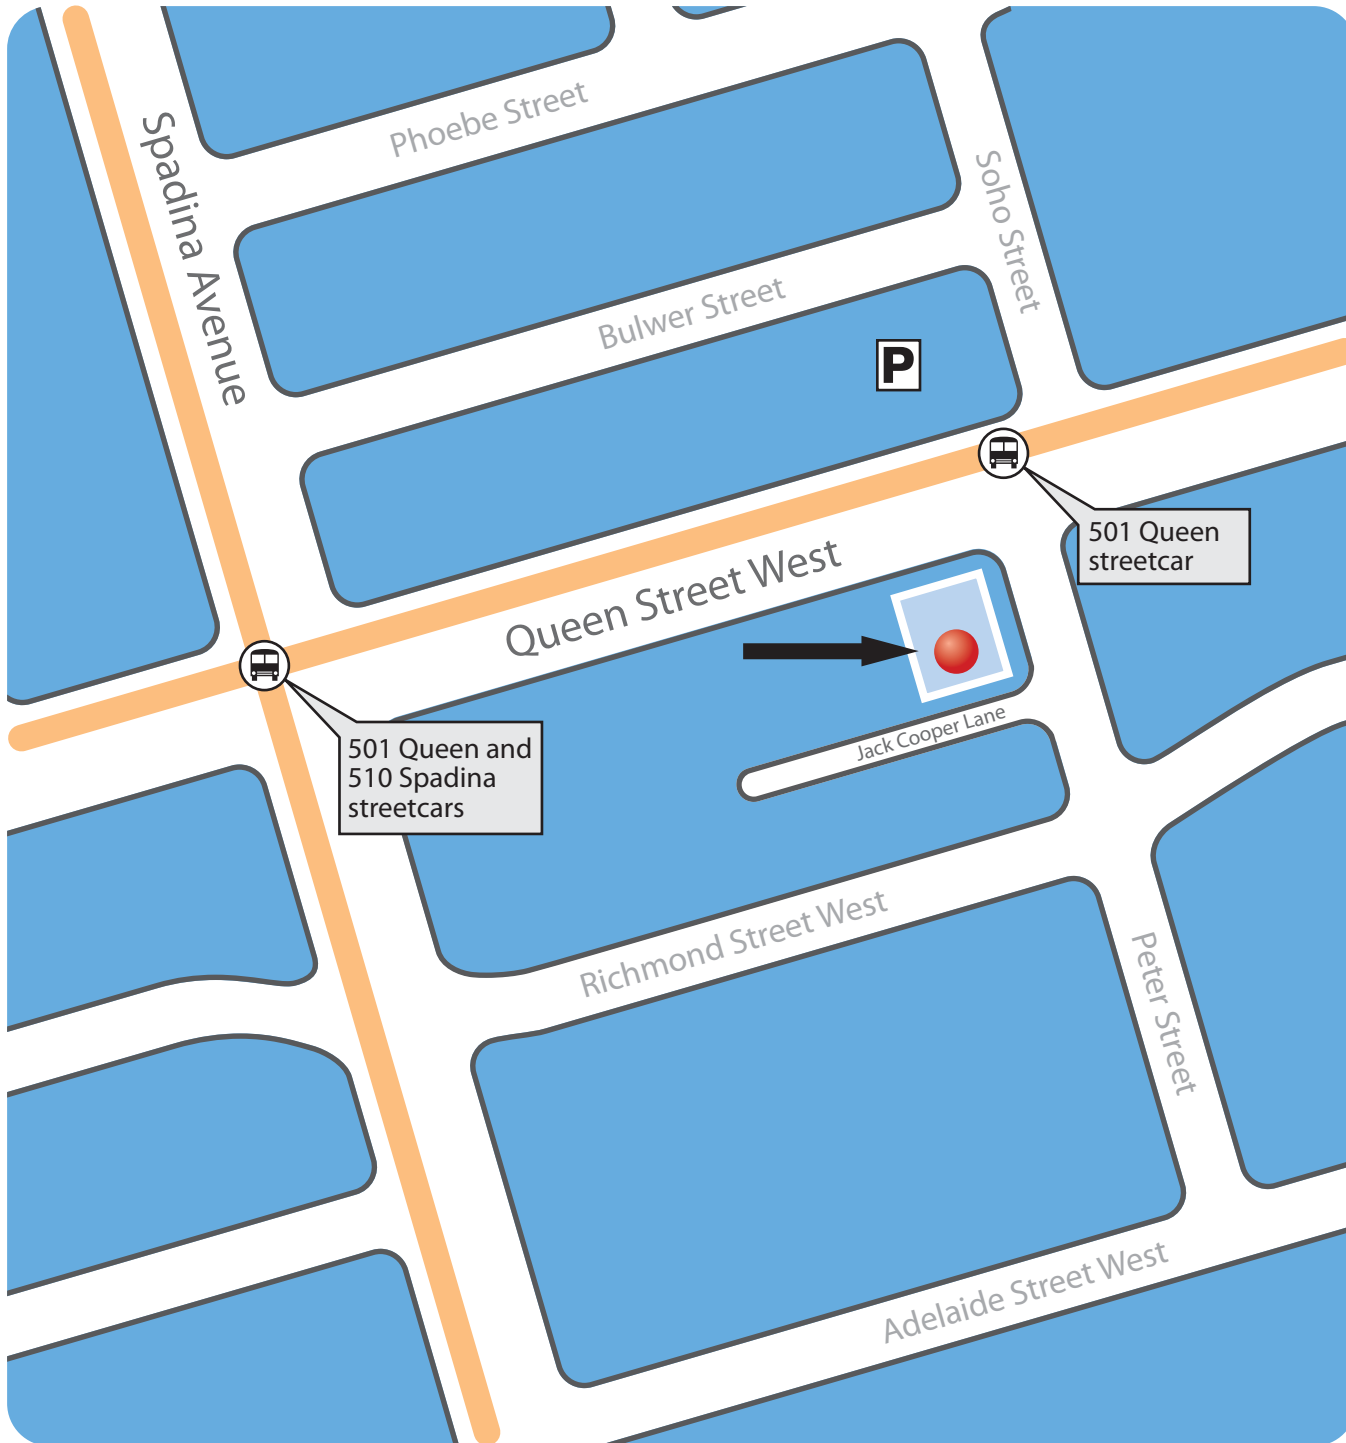 Phoebe Street
Spadina Avenue
Soho Street
Bulwer Street
P
501 Queen
streetcar
Queen Street West
Jack Cooper Lane
501 Queen and
510 Spadina
streetcars
Richmond Street West
Peter Street
Adelaide Street West